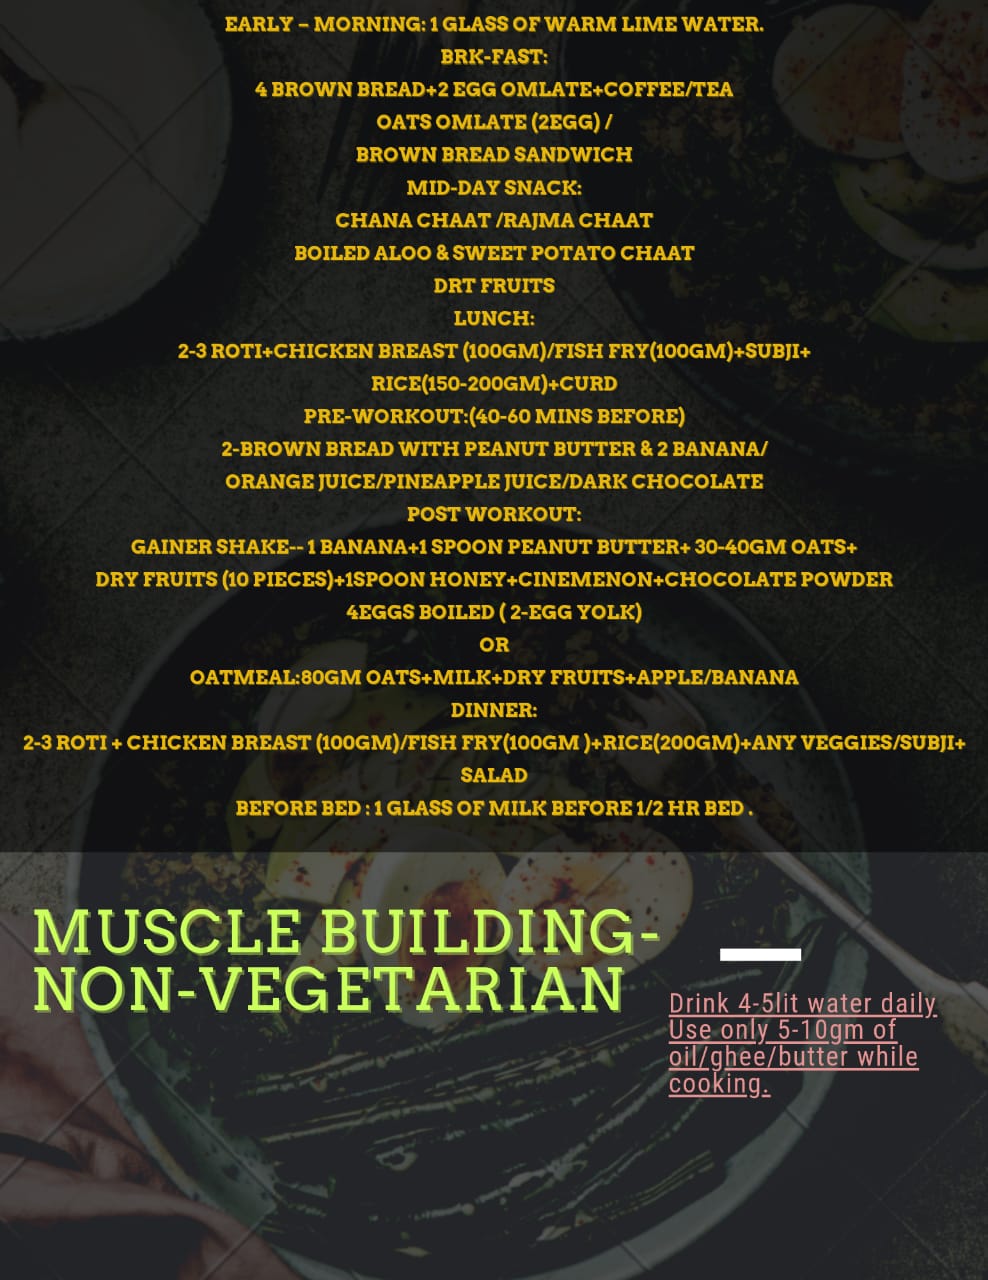 EARLY – MORNING: 1 GLASS OF WARM LIME WATER.
BRK-FAST:
4 BROWN BREAD+2 EGG OMLATE+COFFEE/TEA
OATS OMLATE (2EGG) /
BROWN BREAD SANDWICH
MID-DAY SNACK:
CHANA CHAAT /RAJMA CHAAT
BOILED ALOO & SWEET POTATO CHAAT
DRT FRUITS
LUNCH:
2-3 ROTI+CHICKEN BREAST (100GM)/FISH FRY(100GM)+SUBJI+
RICE(150-200GM)+CURD
PRE-WORKOUT:(40-60 MINS BEFORE)
2-BROWN BREAD WITH PEANUT BUTTER & 2 BANANA/
ORANGE JUICE/PINEAPPLE JUICE/DARK CHOCOLATE
POST WORKOUT:
GAINER SHAKE-- 1 BANANA+1 SPOON PEANUT BUTTER+ 30-40GM OATS+
DRY FRUITS (10 PIECES)+1SPOON HONEY+CINEMENON+CHOCOLATE POWDER
4EGGS BOILED ( 2-EGG YOLK)
OR
OATMEAL:80GM OATS+MILK+DRY FRUITS+APPLE/BANANA
DINNER:
2-3 ROTI + CHICKEN BREAST (100GM)/FISH FRY(100GM )+RICE(200GM)+ANY VEGGIES/SUBJI+
SALAD
BEFORE BED : 1 GLASS OF MILK BEFORE 1/2 HR BED .
MUSCLE BUILDING-
NON-VEGETARIAN
Drink 4-5lit water daily
Use only 5-10gm of
oil/ghee/butter while
cooking.